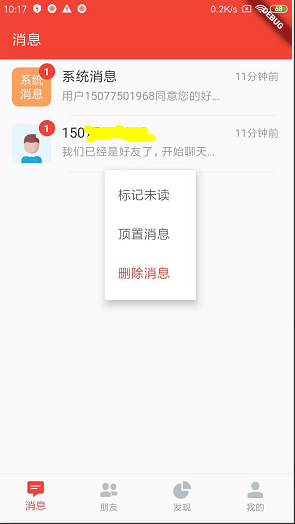 10:17
0.2K/s
68
DEBUG
消息
系统
消息
1
系统消息
11分钟前
用户15077501968同意您的好...
1
150
11分钟前
我们已经是好友了，开始聊天...
标记未读
顶置消息
删除消息
消息
朋友
发现
我的